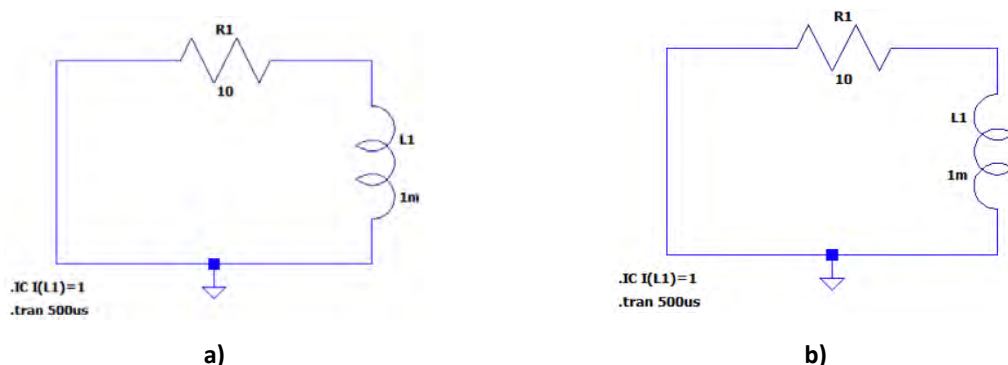 R1
10
L1
1m
.IC I(L1)=1
.tran 500us
a)
R1
10
L1
1m
.IC I(L1)=1
.tran 500us
b)